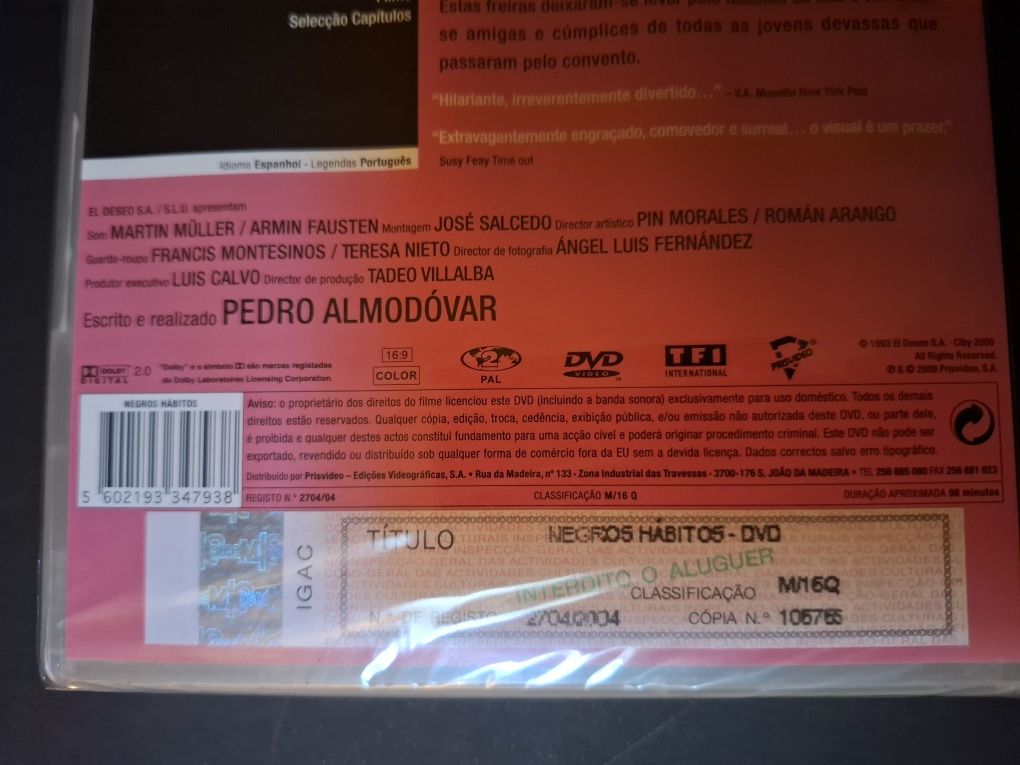 Selecção Capítulos
Estas freiras deixaram-se levar pelo
se amigas e cúmplices de todas as jovens devassas que
passaram pelo convento.
"Hilariante, irreverentemente divertido..." – V.A. Musetto New York Post
"Extravagantemente engraçado, comovedor e surreal... o visual é um prazer."
Susy Feay Time out
Idioma Espanhol - Legendas Português
EL DESEO S.A. / S.L.U. apresentam
Som MARTIN MÜLLER / ARMIN FAUSTEN Montagem JOSÉ SALCEDO Director artístico PIN MORALES / ROMÁN ARANGO
Guarda-roupa FRANCIS MONTESINOS / TERESA NIETO Director de fotografia ÁNGEL LUIS FERNÁNDEZ
Produtor executivo LUIS CALVO Director de produção TADEO VILLALBA
Escrito e realizado PEDRO ALMODÓVAR
DOLBY DIGITAL 2.0
"Dolby" e o símbolo são marcas registadas
de Dolby Laboratories Licensing Corporation.
16:9
COLOR
2
PAL
DVD
VIDEO
TF1
INTERNATIONAL
PRISVIDEO
© 1993 El Deseo S.A. - Ciby 2000
All Rights Reserved.
℗ & © 2009 Prisvideo, S.A.
NEGROS HÁBITOS
5 602193 347938
Aviso: o proprietário dos direitos do filme licenciou este DVD (incluindo a banda sonora) exclusivamente para uso doméstico. Todos os demais
direitos estão reservados. Qualquer cópia, edição, troca, cedência, exibição pública, e/ou emissão não autorizada deste DVD, ou parte dele,
é proibida e qualquer destes actos constitui fundamento para uma acção cível e poderá originar procedimento criminal. Este DVD não pode ser
exportado, revendido ou distribuído sob qualquer forma de comércio fora da EU sem a devida licença. Dados correctos salvo erro tipográfico.
Distribuído por Prisvideo – Edições Videográficas, S.A. • Rua da Madeira, nº 133 - Zona Industrial das Travessas - 3700-176 S. JOÃO DA MADEIRA • TEL 256 885 080 FAX 256 881 923
REGISTO N.º 2704/04 CLASSIFICAÇÃO M/16 Q DURAÇÃO APROXIMADA 98 minutos
IGAC
TÍTULO NEGROS HÁBITOS - DVD
INTERDITO O ALUGUER
CLASSIFICAÇÃO M/16Q
N.º DE REGISTO 2704/2004 CÓPIA N.º 105765